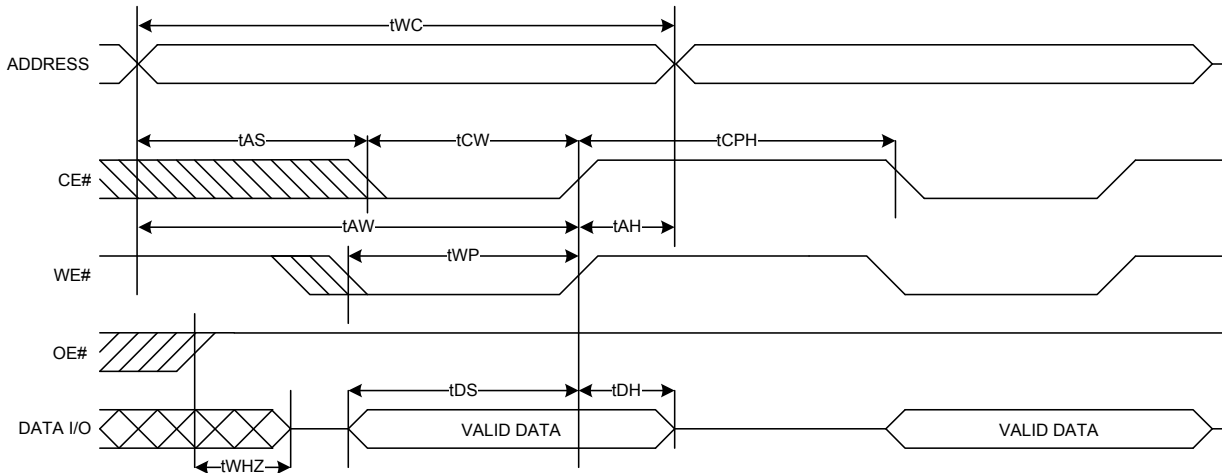 tWC
ADDRESS
tAS
tCW
tCPH
CE#
tAW
tAH
tWP
WE#
OE#
tDS
tDH
DATA I/O
VALID DATA
VALID DATA
tWHZ